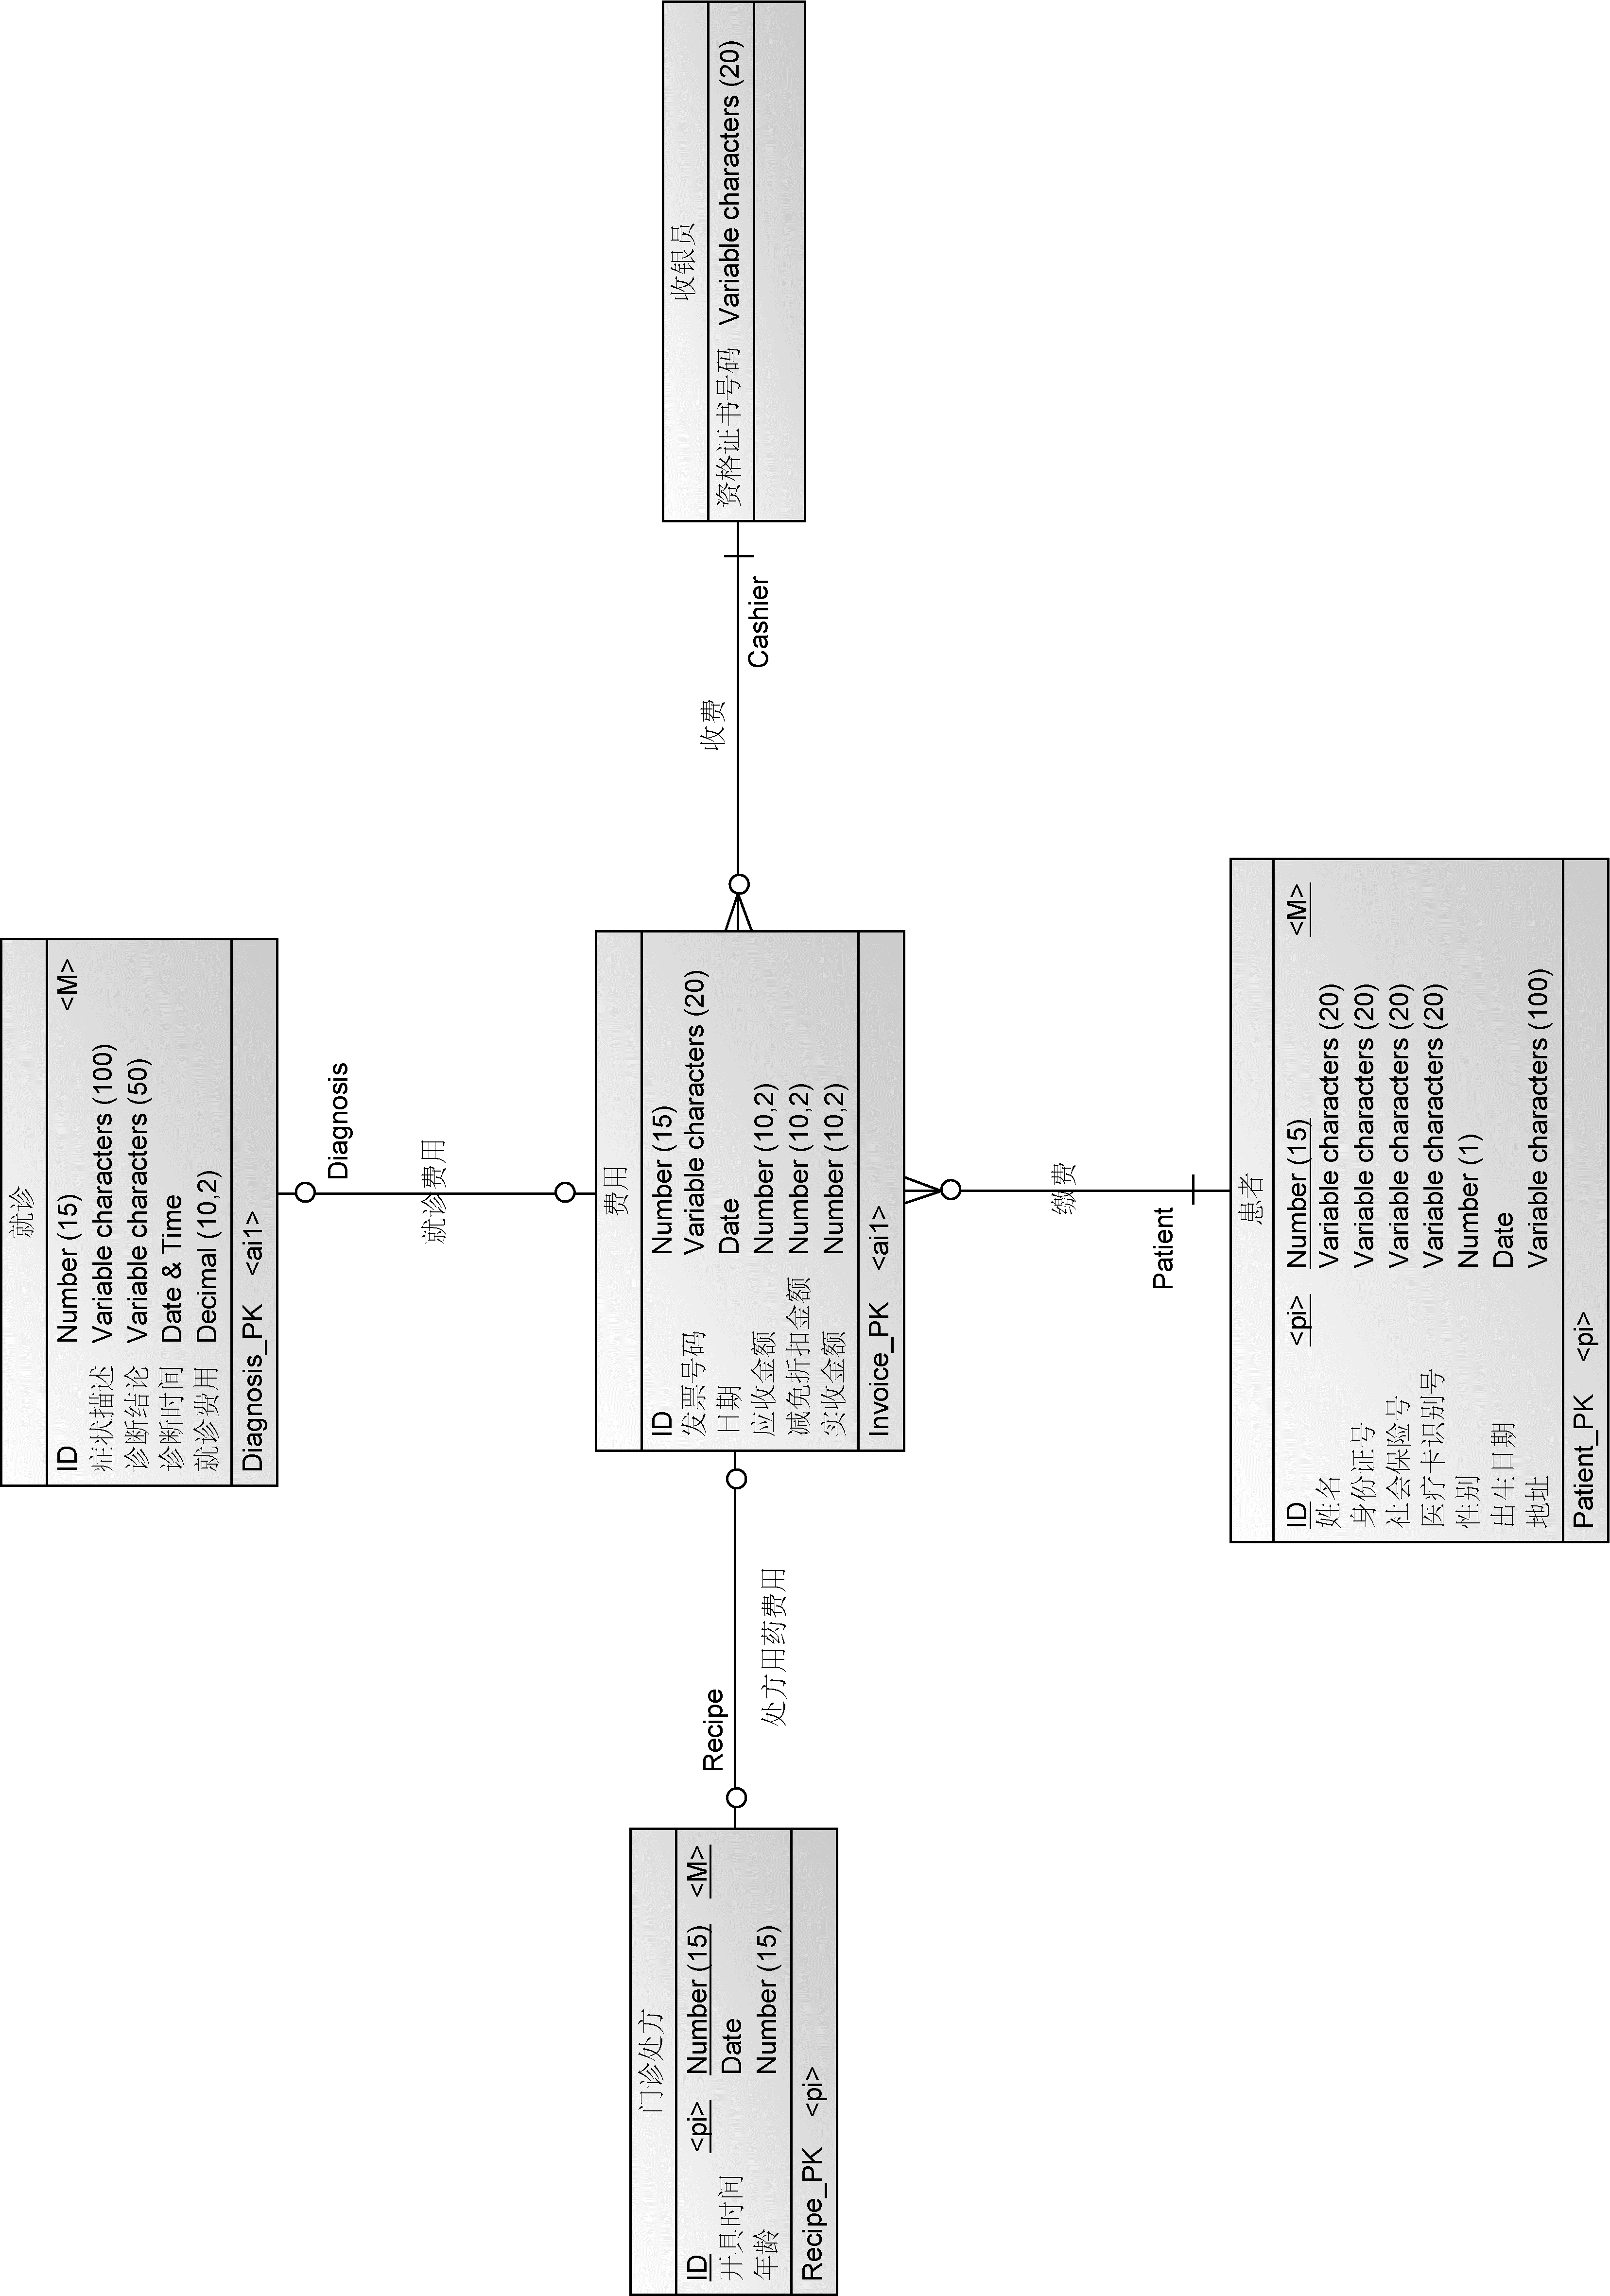 就诊
ID Number (15) <M>
症状描述 Variable characters (100)
诊断结论 Variable characters (50)
诊断时间 Date & Time
就诊费用 Decimal (10,2)
Diagnosis_PK <ai1>
Diagnosis
就诊费用
门诊处方
ID <pi> Number (15) <M>
开具时间 Date
年龄 Number (15)
Recipe_PK <pi>
Recipe
处方用药费用
费用
ID Number (15)
发票号码 Variable characters (20)
日期 Date
应收金额 Number (10,2)
减免折扣金额 Number (10,2)
实收金额 Number (10,2)
Invoice_PK <ai1>
收费
Cashier
收银员
资格证书号码 Variable characters (20)
缴费
Patient
患者
ID <pi> Number (15) <M>
姓名 Variable characters (20)
身份证号 Variable characters (20)
社会保险号 Variable characters (20)
医疗卡识别号 Variable characters (20)
性别 Number (1)
出生日期 Date
地址 Variable characters (100)
Patient_PK <pi>